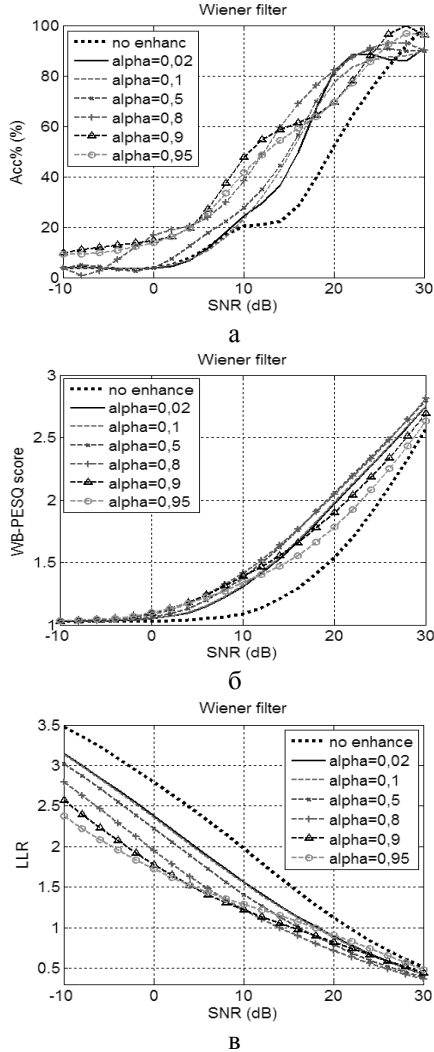 Wiener filter
100
80
60
40
20
0
Acc% (%)
no enhanc
alpha=0,02
alpha=0,1
alpha=0,5
alpha=0,8
alpha=0,9
alpha=0,95
-10 0 10 20 30
SNR (dB)
а
Wiener filter
3
2.5
2
1.5
1
WB-PESQ score
no enhance
alpha=0,02
alpha=0,1
alpha=0,5
alpha=0,8
alpha=0,9
alpha=0,95
-10 0 10 20 30
SNR (dB)
б
Wiener filter
3.5
3
2.5
2
1.5
1
0.5
LLR
no enhance
alpha=0,02
alpha=0,1
alpha=0,5
alpha=0,8
alpha=0,9
alpha=0,95
-10 0 10 20 30
SNR (dB)
в